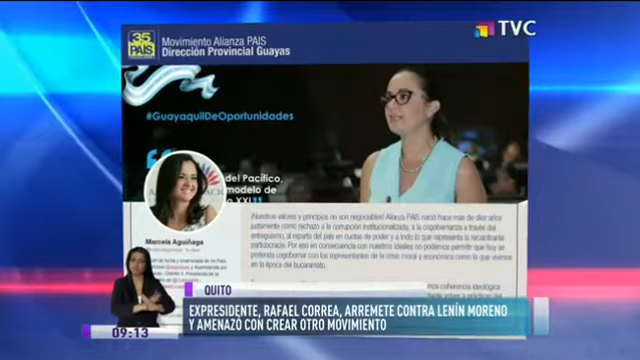 TVC
35
PAÍS
Movimiento Alianza PAIS
Dirección Provincial Guayas
#GuayaquilDeOportunidades
del Pacífico,
modelo de
Marcela Aguiñaga
¡Nuestros valores y principios no son negociables! Alianza PAIS nació hace más de diez años
justamente como rechazo a la corrupción institucionalizada, a la cogobernanza a través del
entreguismo, al reparto del país en cuotas de poder y a todo lo que representa la recalcitrante
partidocracia. Por eso en consecuencia con nuestros ideales no podemos permitir que hoy se
pretenda cogobernar con los representantes de la crisis moral y económica como la que vivimos
en la época del bucaramato.
coherencia ideológica
QUITO
EXPRESIDENTE, RAFAEL CORREA, ARREMETE CONTRA LENÍN MORENO
Y AMENAZÓ CON CREAR OTRO MOVIMIENTO
09:13